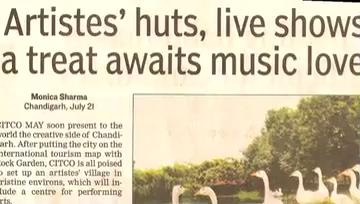 Artistes' huts, live shows
a treat awaits music love
Monica Sharma
Chandigarh, July 21
CITCO MAY soon present to the
world the creative side of Chandi-
garh. After putting the city on the
international tourism map with
Rock Garden, CITCO is all poised
to set up an artistes' village in
pristine environs, which will in-
clude a centre for performing
arts.